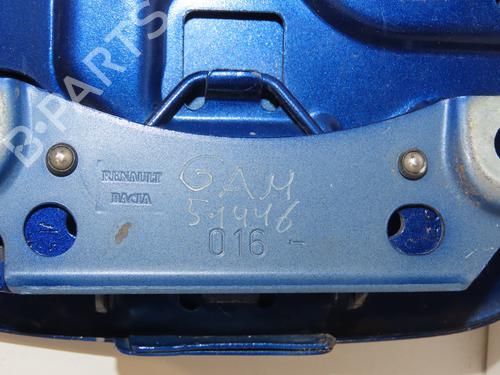 B-PARTS
RENAULT
DACIA
GAM
51446
016 -